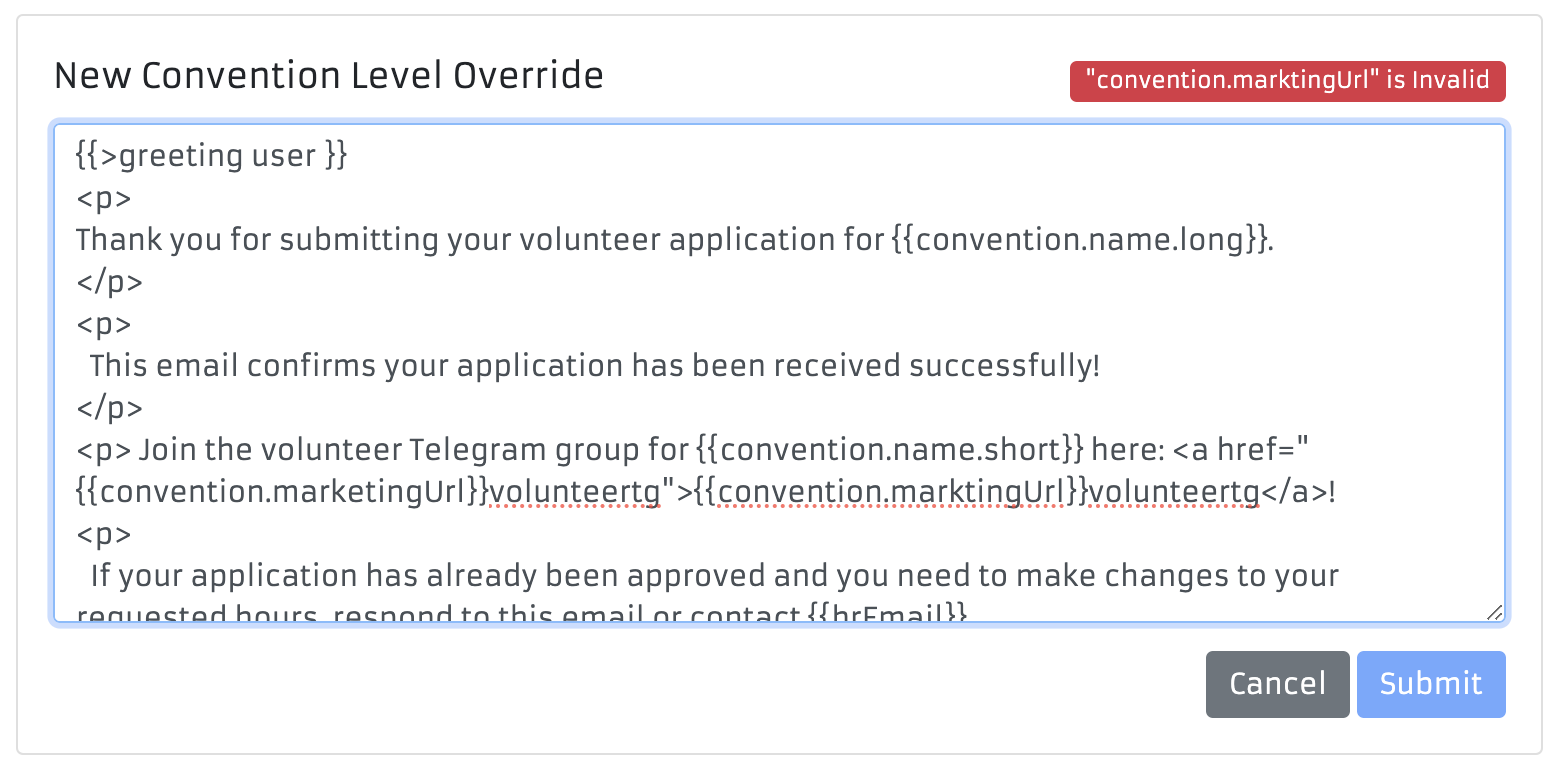 New Convention Level Override
"convention.marktingUrl" is Invalid
{{>greeting user }}
<p>
Thank you for submitting your volunteer application for {{convention.name.long}}.
</p>
<p>
This email confirms your application has been received successfully!
</p>
<p> Join the volunteer Telegram group for {{convention.name.short}} here: <a href="
{{convention.marketingUrl}}volunteertg">{{convention.marktingUrl}}volunteertg</a>!
<p>
If your application has already been approved and you need to make changes to your
requested hours, respond to this email or contact {{hrEmail}}
Cancel
Submit